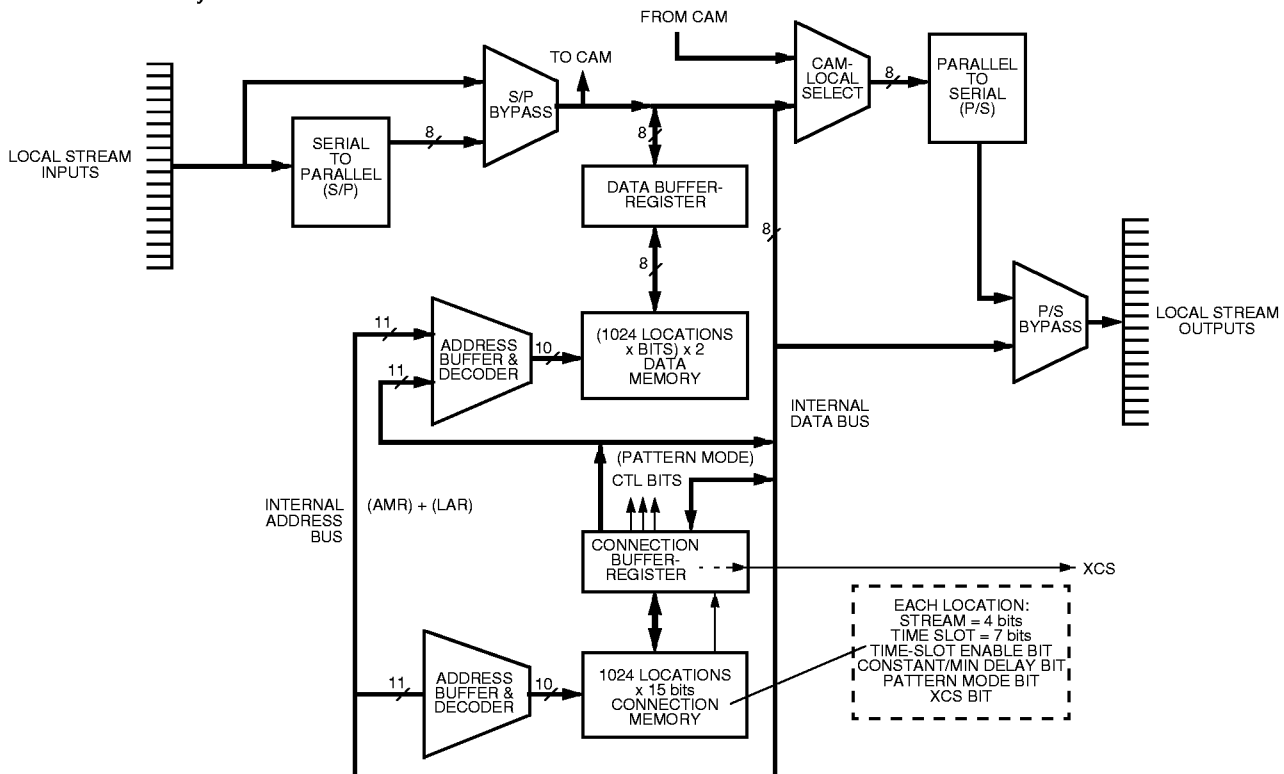 FROM CAM
TO CAM
CAM-
LOCAL
SELECT
8
PARALLEL
TO
SERIAL
(P/S)
S/P
BYPASS
LOCAL STREAM
INPUTS
SERIAL
TO
PARALLEL
(S/P)
8
8
DATA BUFFER-
REGISTER
8
8
P/S
BYPASS
LOCAL STREAM
OUTPUTS
11
11
ADDRESS
BUFFER &
DECODER
10
(1024 LOCATIONS
x BITS) x 2
DATA
MEMORY
INTERNAL
DATA BUS
(PATTERN MODE)
CTL BITS
INTERNAL
ADDRESS
BUS
(AMR) + (LAR)
CONNECTION
BUFFER-
REGISTER
XCS
EACH LOCATION:
STREAM = 4 bits
TIME SLOT = 7 bits
TIME-SLOT ENABLE BIT
CONSTANT/MIN DELAY BIT
PATTERN MODE BIT
XCS BIT
11
ADDRESS
BUFFER &
DECODER
10
1024 LOCATIONS
x 15 bits
CONNECTION
MEMORY